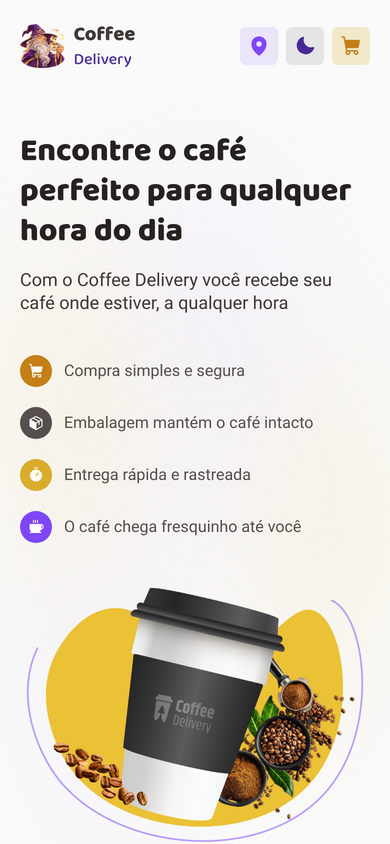 Coffee
Delivery
Encontre o café
perfeito para qualquer
hora do dia
Com o Coffee Delivery você recebe seu
café onde estiver, a qualquer hora
Compra simples e segura
Embalagem mantém o café intacto
Entrega rápida e rastreada
O café chega fresquinho até você
Coffee
Delivery